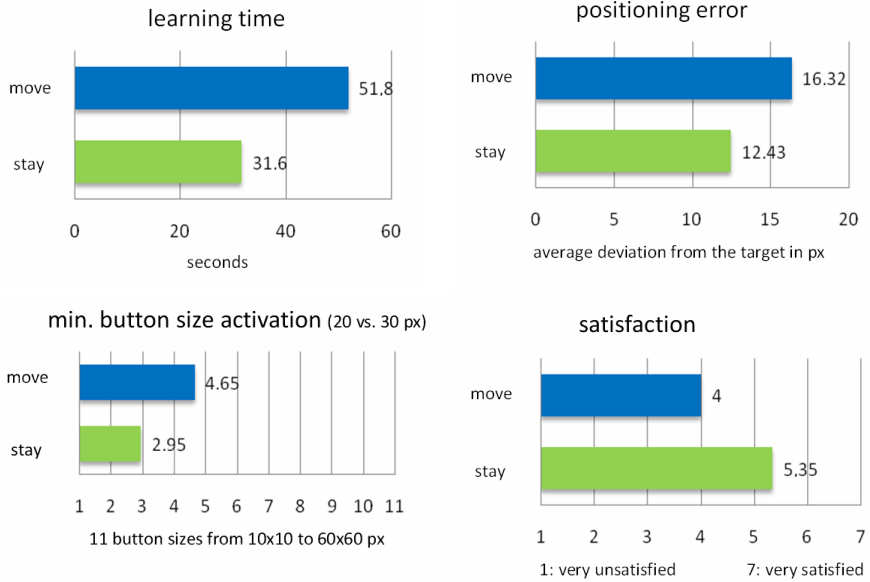 learning time
move 51,8
stay 31.6
0 20 40 60
seconds
positioning error
move 16.32
stay 12.43
0 5 10 15 20
average deviation from the target in px
min. button size activation (20 vs. 30 px)
move 4.65
stay 2.95
1 2 3 4 5 6 7 8 9 10 11
11 button sizes from 10x10 to 60x60 px
satisfaction
move 4
stay 5,35
1 2 3 4 5 6 7
1: very unsatisfied 7: very satisfied